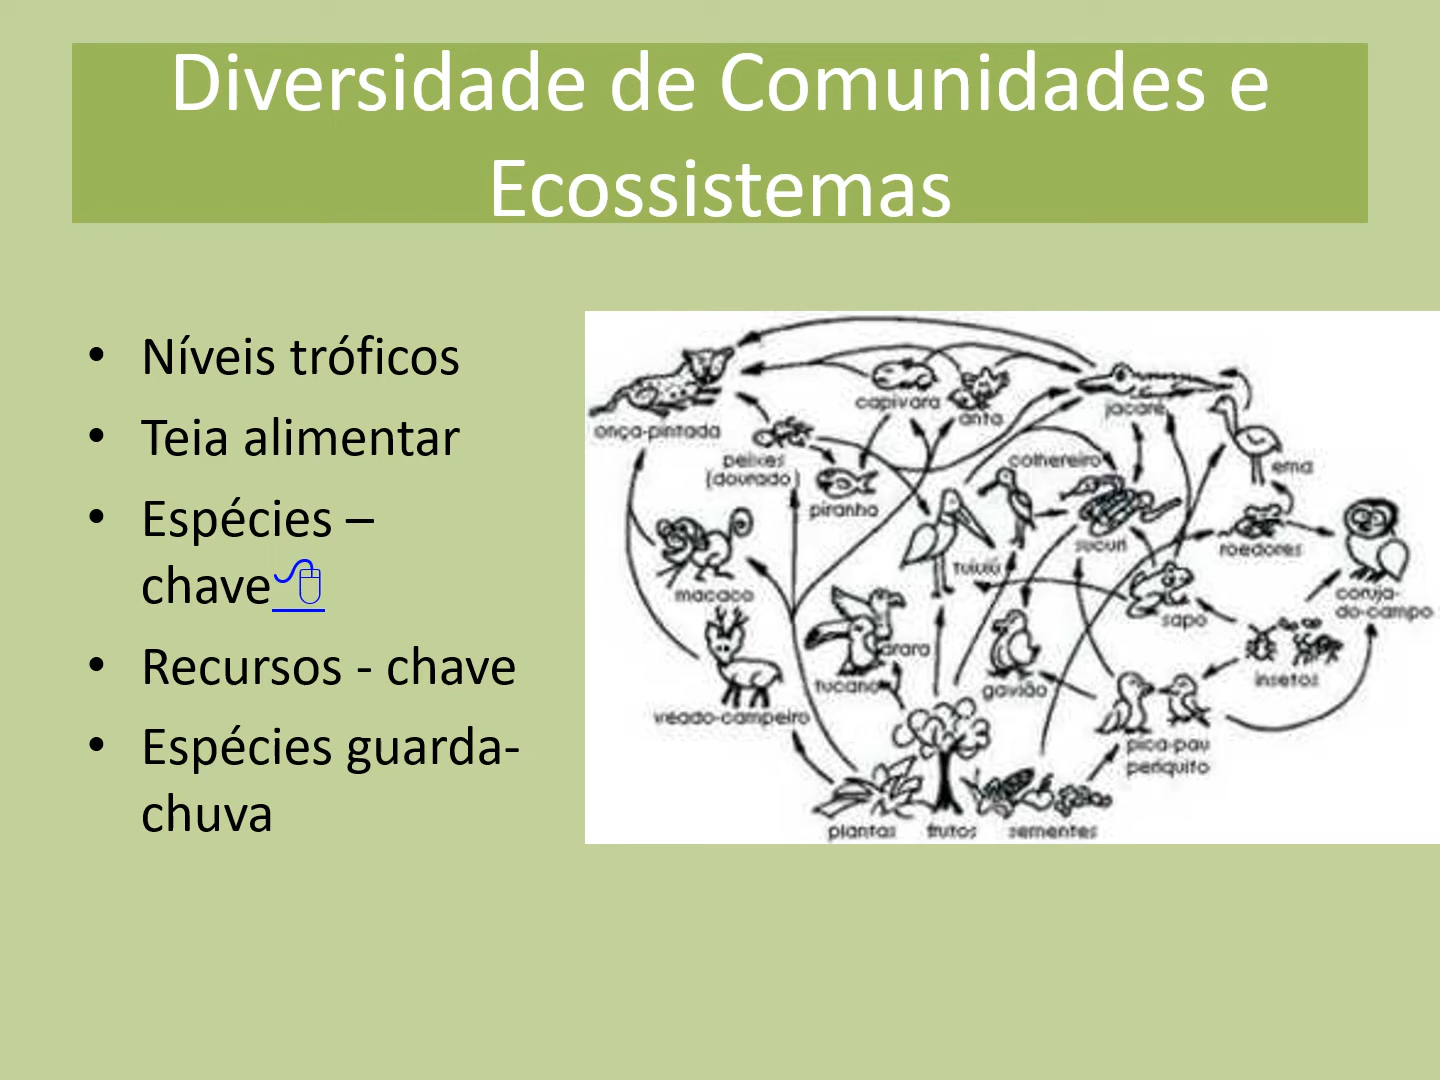 Diversidade de Comunidades e
Ecossistemas
• Níveis tróficos
• Teia alimentar
• Espécies –
chave
• Recursos - chave
• Espécies guarda-
chuva
onça-pintada
capivara
anta
jacaré
peixes
(dourado)
piranha
colhereiro
ema
macaco
tuiuiú
sucuri
roedores
coruja-
do-campo
sapo
arara
tucano
gavião
insetos
veado-campeiro
pica-pau
periquito
plantas frutos sementes